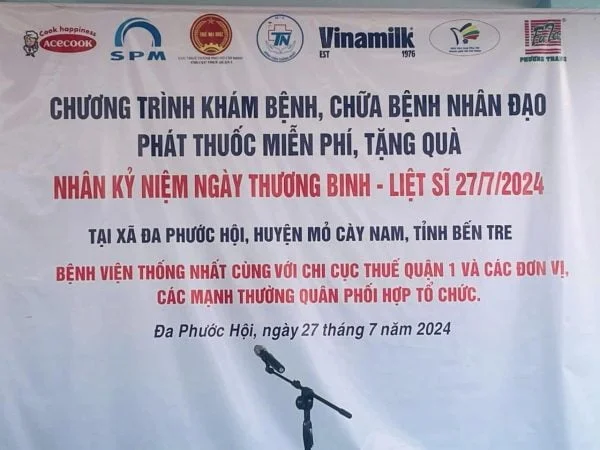 Cook happiness
ACECOOK
SPM
THUẾ NHÀ NƯỚC
TN
Vinamilk
EST 1976
PHƯƠNG TRANG
CHƯƠNG TRÌNH KHÁM BỆNH, CHỮA BỆNH NHÂN ĐẠO
PHÁT THUỐC MIỄN PHÍ, TẶNG QUÀ
NHÂN KỶ NIỆM NGÀY THƯƠNG BINH - LIỆT SĨ 27/7/2024
TẠI XÃ ĐA PHƯỚC HỘI, HUYỆN MỎ CÀY NAM, TỈNH BẾN TRE
BỆNH VIỆN THỐNG NHẤT CÙNG VỚI CHI CỤC THUẾ QUẬN 1 VÀ CÁC ĐƠN VỊ,
CÁC MẠNH THƯỜNG QUÂN PHỐI HỢP TỔ CHỨC.
Đa Phước Hội, ngày 27 tháng 7 năm 2024